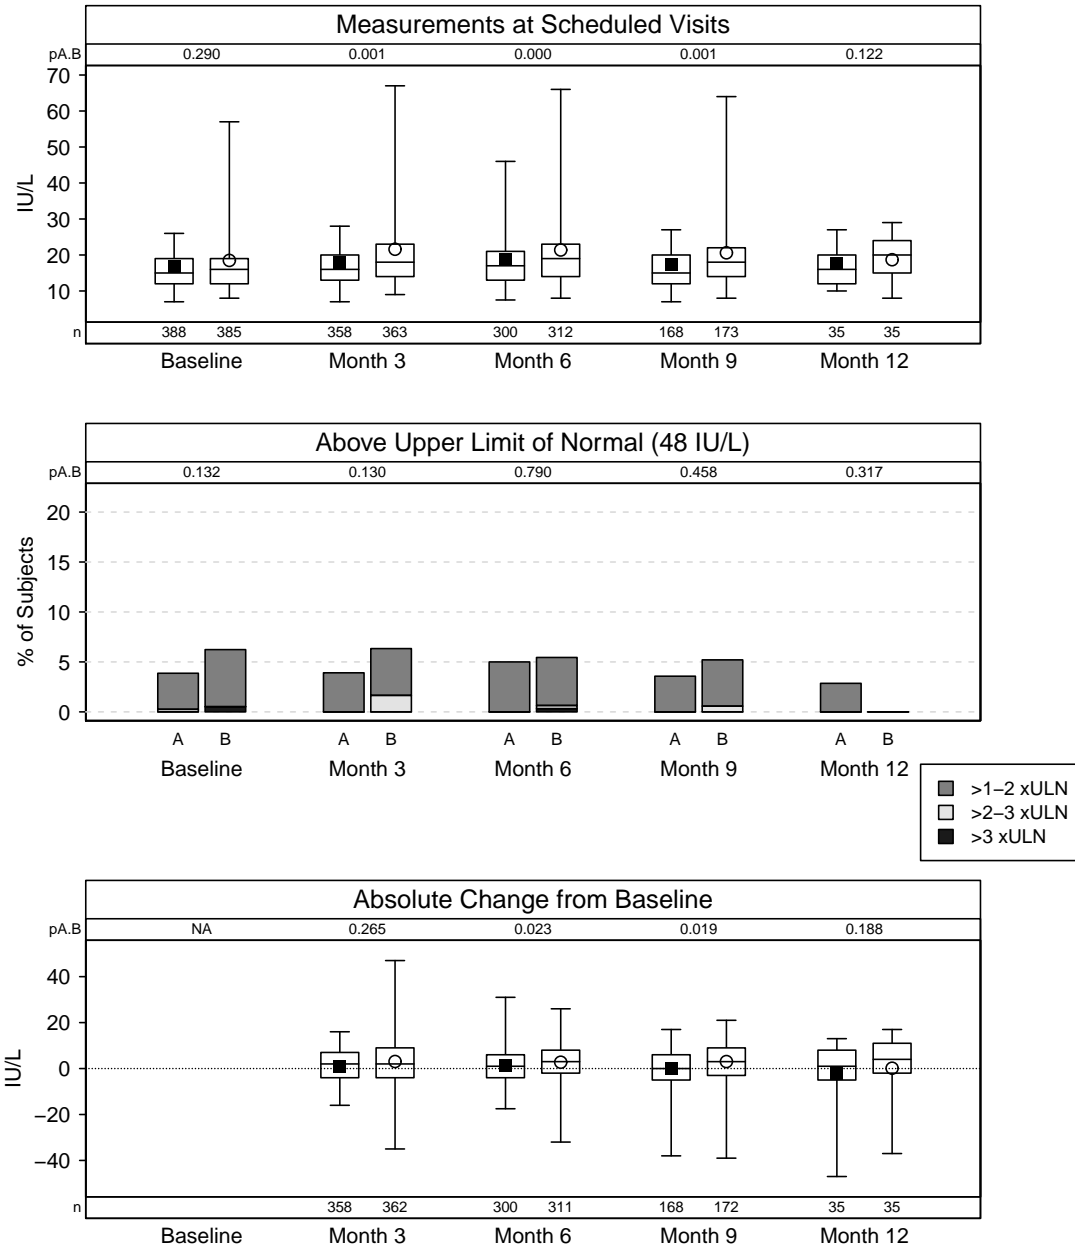 Measurements at Scheduled Visits
pA.B 0.290 0.001 0.000 0.001 0.122
70
60
50
40
30
20
10
IU/L
n 388 385 358 363 300 312 168 173 35 35
Baseline Month 3 Month 6 Month 9 Month 12
Above Upper Limit of Normal (48 IU/L)
pA.B 0.132 0.130 0.790 0.458 0.317
20
15
10
5
0
% of Subjects
A B A B A B A B A B
Baseline Month 3 Month 6 Month 9 Month 12
>1–2 xULN
>2–3 xULN
>3 xULN
Absolute Change from Baseline
pA.B NA 0.265 0.023 0.019 0.188
40
20
0
−20
−40
IU/L
n 358 362 300 311 168 172 35 35
Baseline Month 3 Month 6 Month 9 Month 12